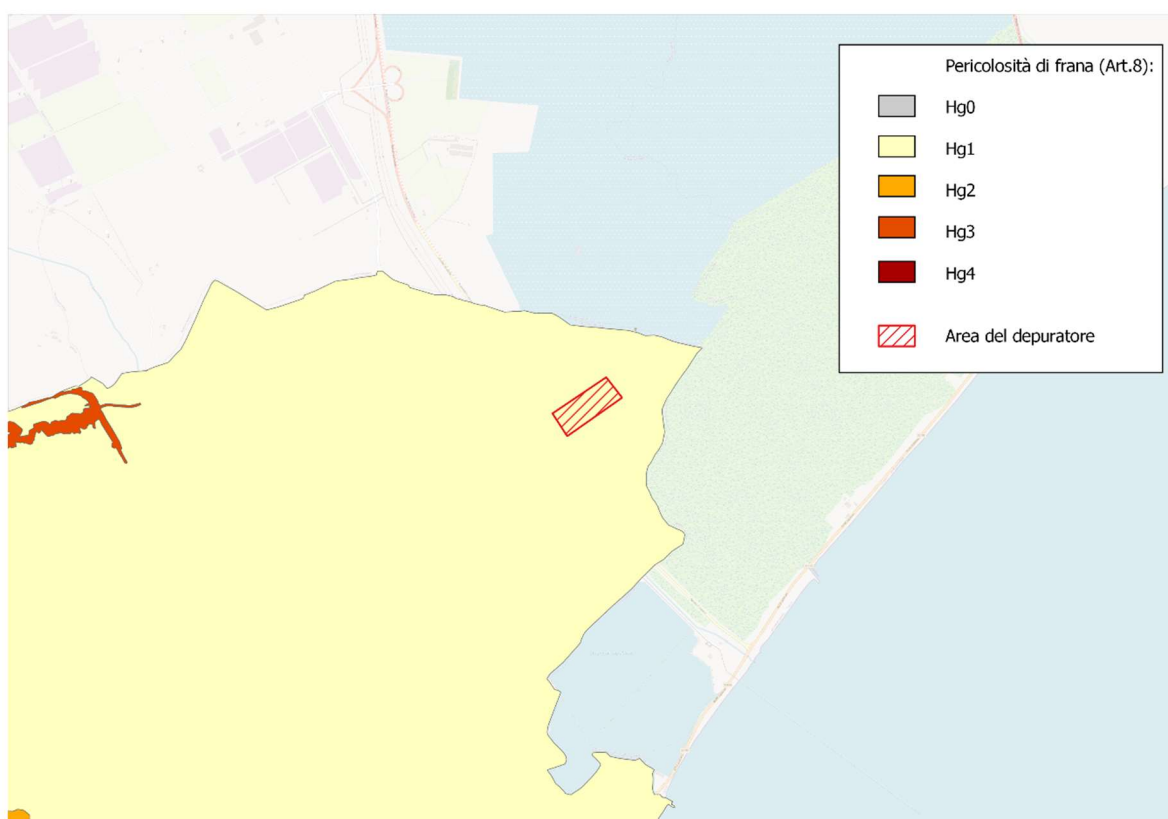 Pericolosità di frana (Art.8):
Hg0
Hg1
Hg2
Hg3
Hg4
Area del depuratore